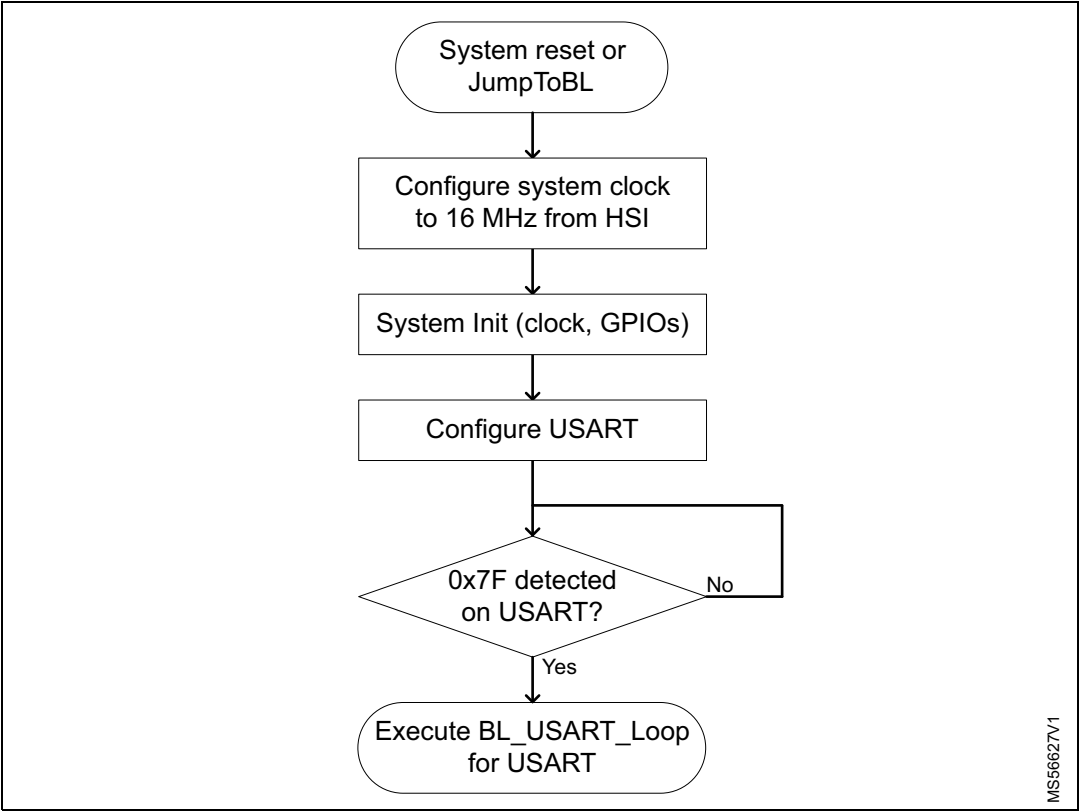 System reset or
JumpToBL
Configure system clock
to 16 MHz from HSI
System Init (clock, GPIOs)
Configure USART
0x7F detected
on USART?
No
Yes
Execute BL_USART_Loop
for USART
MS56627V1